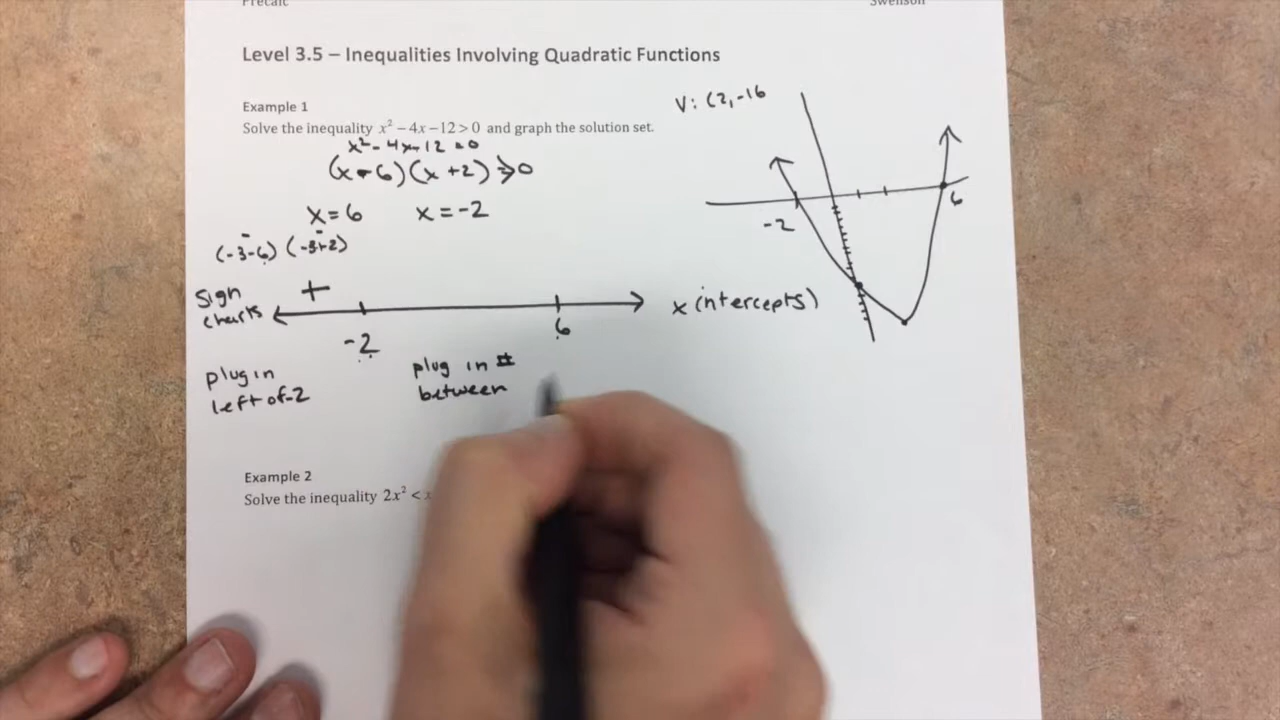 Precalc
Swenson
Level 3.5 – Inequalities Involving Quadratic Functions
Example 1
Solve the inequality x² – 4x – 12 > 0 and graph the solution set.
x² - 4x - 12 = 0
(x - 6)(x + 2) > 0
x = 6 x = -2
(-3-6) (-3+2)
- -
Sign
charts
+
-2
6
x (intercepts)
plug in
left of -2
plug in #
between
V: (2, -16
-2
6
Example 2
Solve the inequality 2x² <